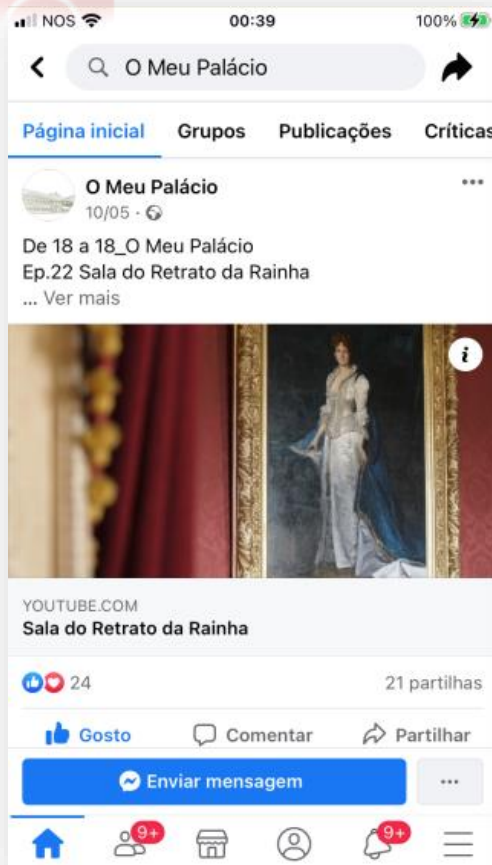 NOS 00:39 100%
O Meu Palácio
Página inicial Grupos Publicações Críticas
O Meu Palácio
10/05 ·
De 18 a 18_O Meu Palácio
Ep.22 Sala do Retrato da Rainha
... Ver mais
i
YOUTUBE.COM
Sala do Retrato da Rainha
24 21 partilhas
Gosto Comentar Partilhar
Enviar mensagem ...
9+ 9+